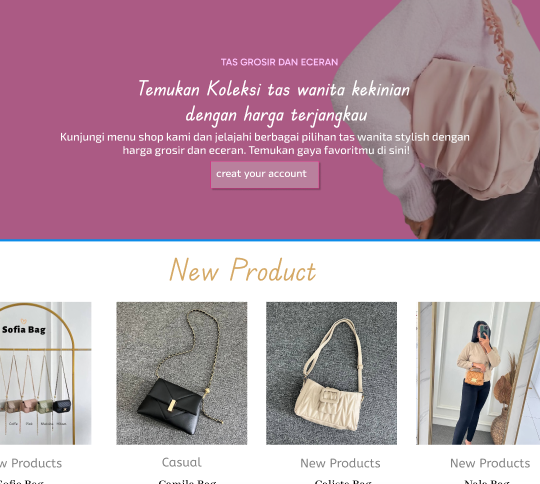 TAS GROSIR DAN ECERAN
Temukan Koleksi tas wanita kekinian
dengan harga terjangkau
Kunjungi menu shop kami dan jelajahi berbagai pilihan tas wanita stylish dengan
harga grosir dan eceran. Temukan gaya favoritmu di sini!
creat your account
New Product
Sofia Bag
w Products
Casual
New Products
New Products
Sofia Bag
Camila Bag
Calista Bag
Nala Bag